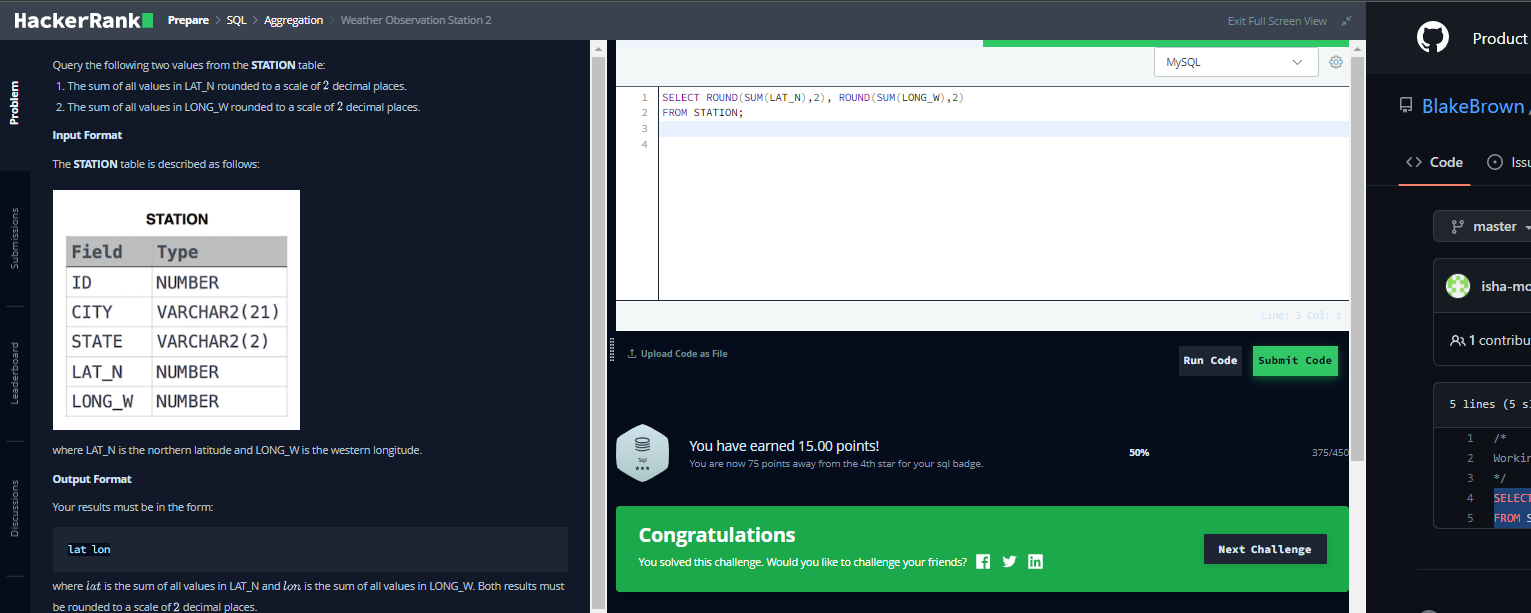 HackerRank Prepare > SQL > Aggregation > Weather Observation Station 2
Exit Full Screen View
Problem
Submissions
Leaderboard
Discussions
Query the following two values from the STATION table:
1. The sum of all values in LAT_N rounded to a scale of 2 decimal places.
2. The sum of all values in LONG_W rounded to a scale of 2 decimal places.
Input Format
The STATION table is described as follows:
STATION
Field Type
ID NUMBER
CITY VARCHAR2(21)
STATE VARCHAR2(2)
LAT_N NUMBER
LONG_W NUMBER
where LAT_N is the northern latitude and LONG_W is the western longitude.
Output Format
Your results must be in the form:
lat lon
where lat is the sum of all values in LAT_N and lon is the sum of all values in LONG_W. Both results must
be rounded to a scale of 2 decimal places.
MySQL
1 SELECT ROUND(SUM(LAT_N),2), ROUND(SUM(LONG_W),2)
2 FROM STATION;
3
4
Line: 3 Col: 1
Upload Code as File
Run Code
Submit Code
Sql
★★★
You have earned 15.00 points!
You are now 75 points away from the 4th star for your sql badge.
50%
375/450
Congratulations
You solved this challenge. Would you like to challenge your friends?
Next Challenge
Product
BlakeBrown /
<> Code
Issu
master
isha-mo
1 contribu
5 lines (5 sl
1 /*
2 Workin
3 */
4 SELECT
5 FROM S